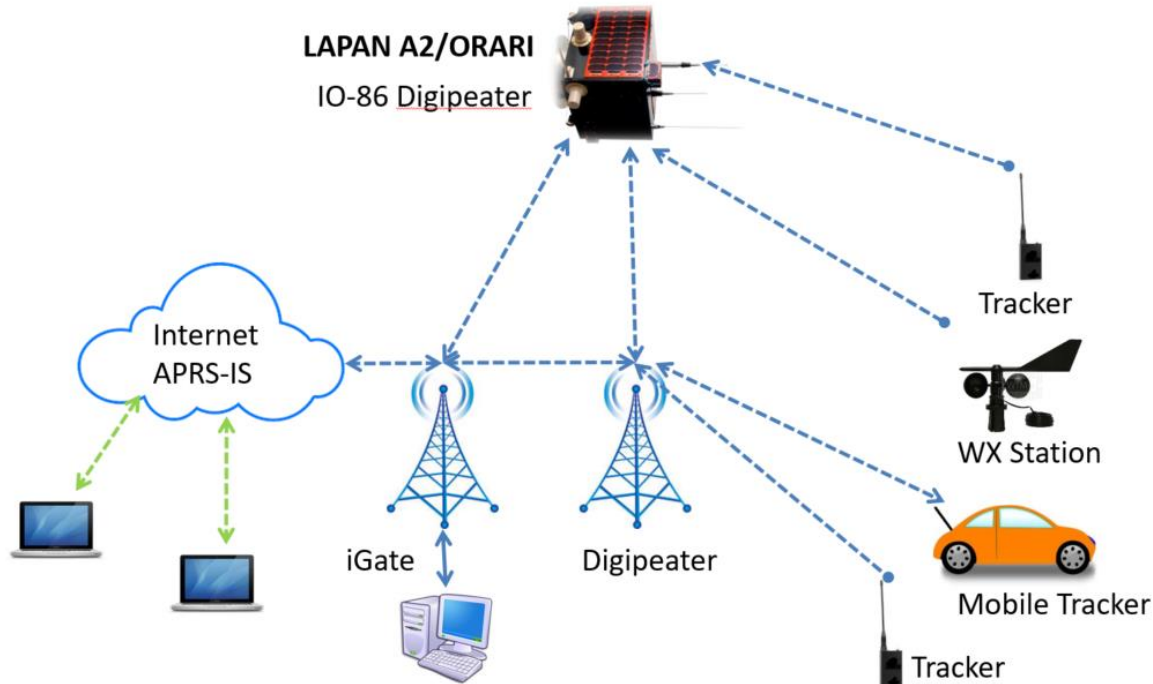 LAPAN A2/ORARI
IO-86 Digipeater
Tracker
Internet
APRS-IS
WX Station
iGate
Digipeater
Mobile Tracker
Tracker